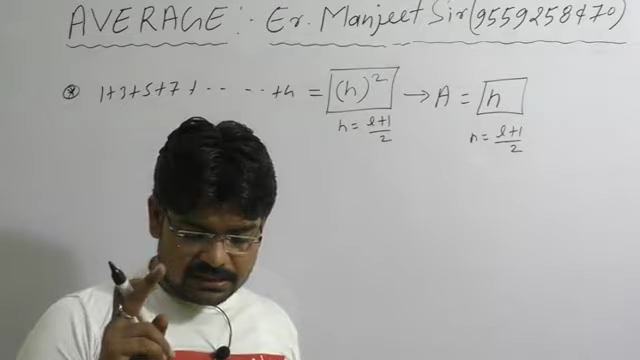 AVERAGE :- Er. Manjeet Sir (9559258470)
* 1+3+5+7+ ... ... +n = (n)² → A = n
n = l+1/2 n = l+1/2